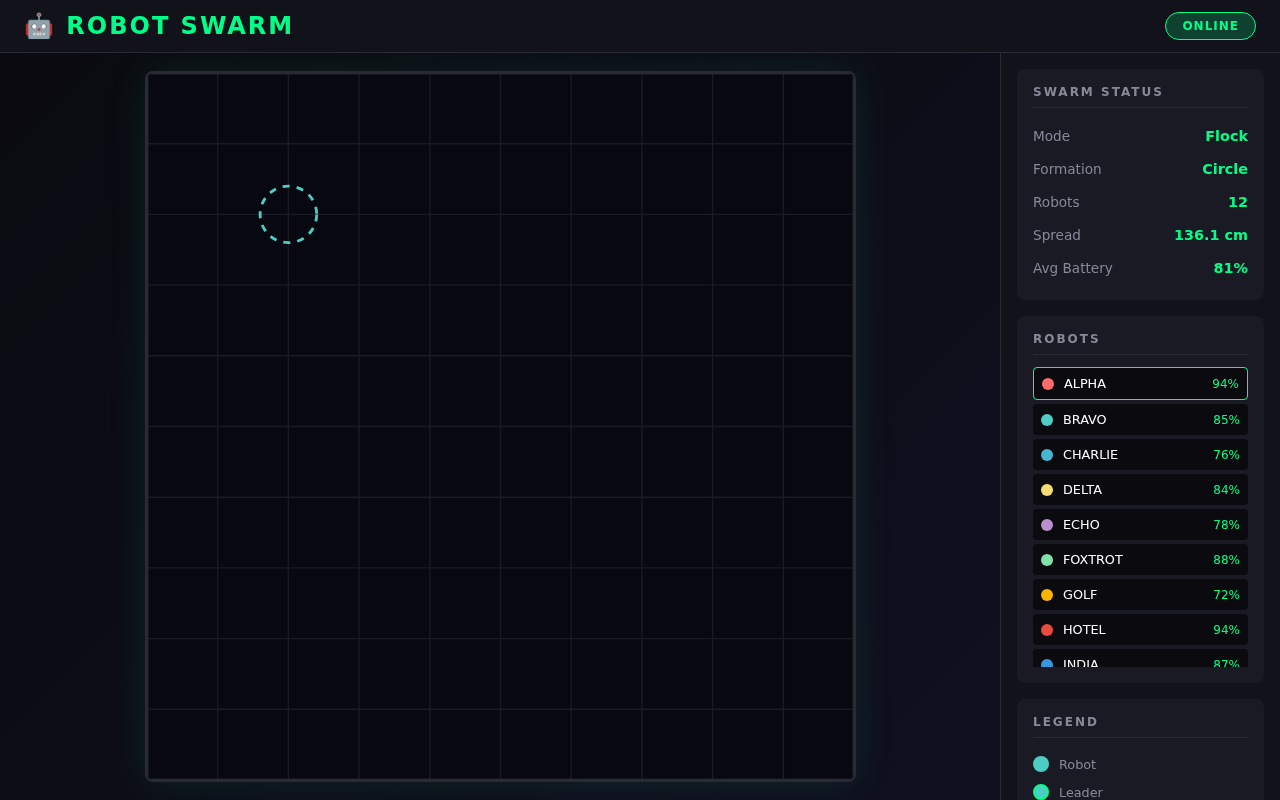 ROBOT SWARM
ONLINE
SWARM STATUS
Mode Flock
Formation Circle
Robots 12
Spread 136.1 cm
Avg Battery 81%
ROBOTS
ALPHA 94%
BRAVO 85%
CHARLIE 76%
DELTA 84%
ECHO 78%
FOXTROT 88%
GOLF 72%
HOTEL 94%
INDIA 87%
LEGEND
Robot
Leader